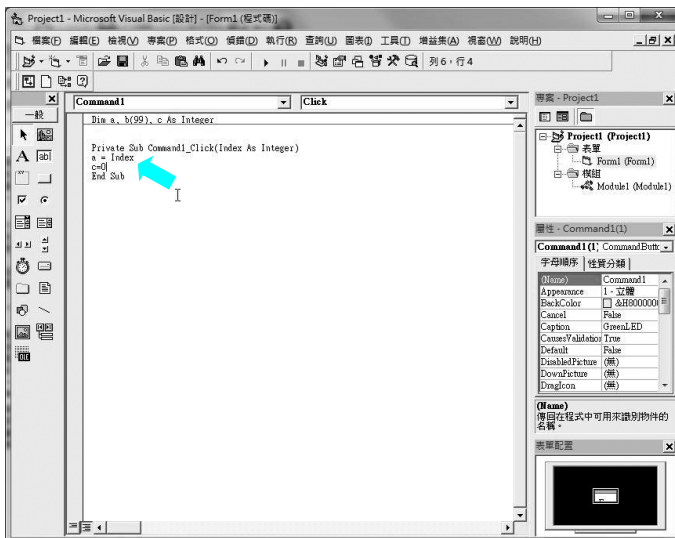 Project1 - Microsoft Visual Basic [設計] - [Form1 (程式碼)]
檔案(F) 編輯(E) 檢視(V) 專案(P) 格式(O) 偵錯(D) 執行(R) 查詢(U) 圖表(I) 工具(T) 增益集(A) 視窗(W) 說明(H)
列 6,行 4
一般
Command1 Click
Dim a, b(99), c As Integer
Private Sub Command1_Click(Index As Integer)
a = Index
c=0
End Sub
專案 - Project1
Project1 (Project1)
表單
Form1 (Form1)
模組
Module1 (Module1)
屬性 - Command1(1)
Command1(1) CommandButto
字母順序 性質分類
(Name) Command1
Appearance 1 - 立體
BackColor &H8000000
Cancel False
Caption GreenLED
CausesValidation True
Default False
DisabledPicture (無)
DownPicture (無)
DragIcon (無)
(Name)
傳回在程式中可用來識別物件的
名稱。
表單配置